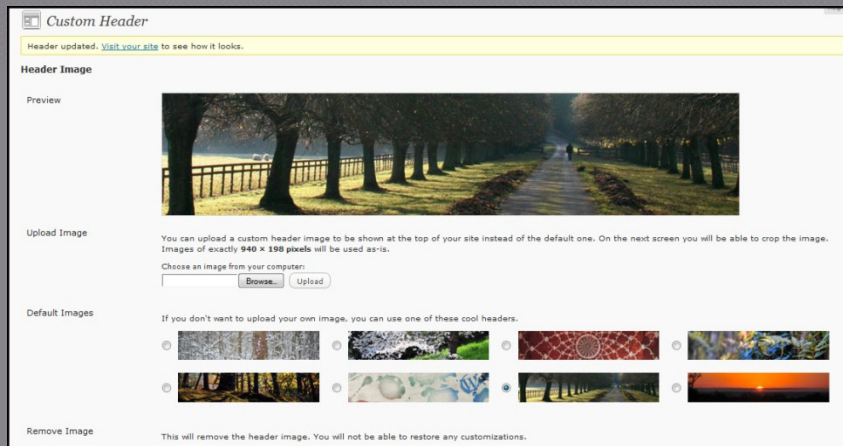 Custom Header
Header updated. Visit your site to see how it looks.
Header Image
Preview
Upload Image
You can upload a custom header image to be shown at the top of your site instead of the default one. On the next screen you will be able to crop the image.
Images of exactly 940 × 198 pixels will be used as-is.
Choose an image from your computer:
Browse... Upload
Default Images
If you don't want to upload your own image, you can use one of these cool headers.
Remove Image
This will remove the header image. You will not be able to restore any customizations.